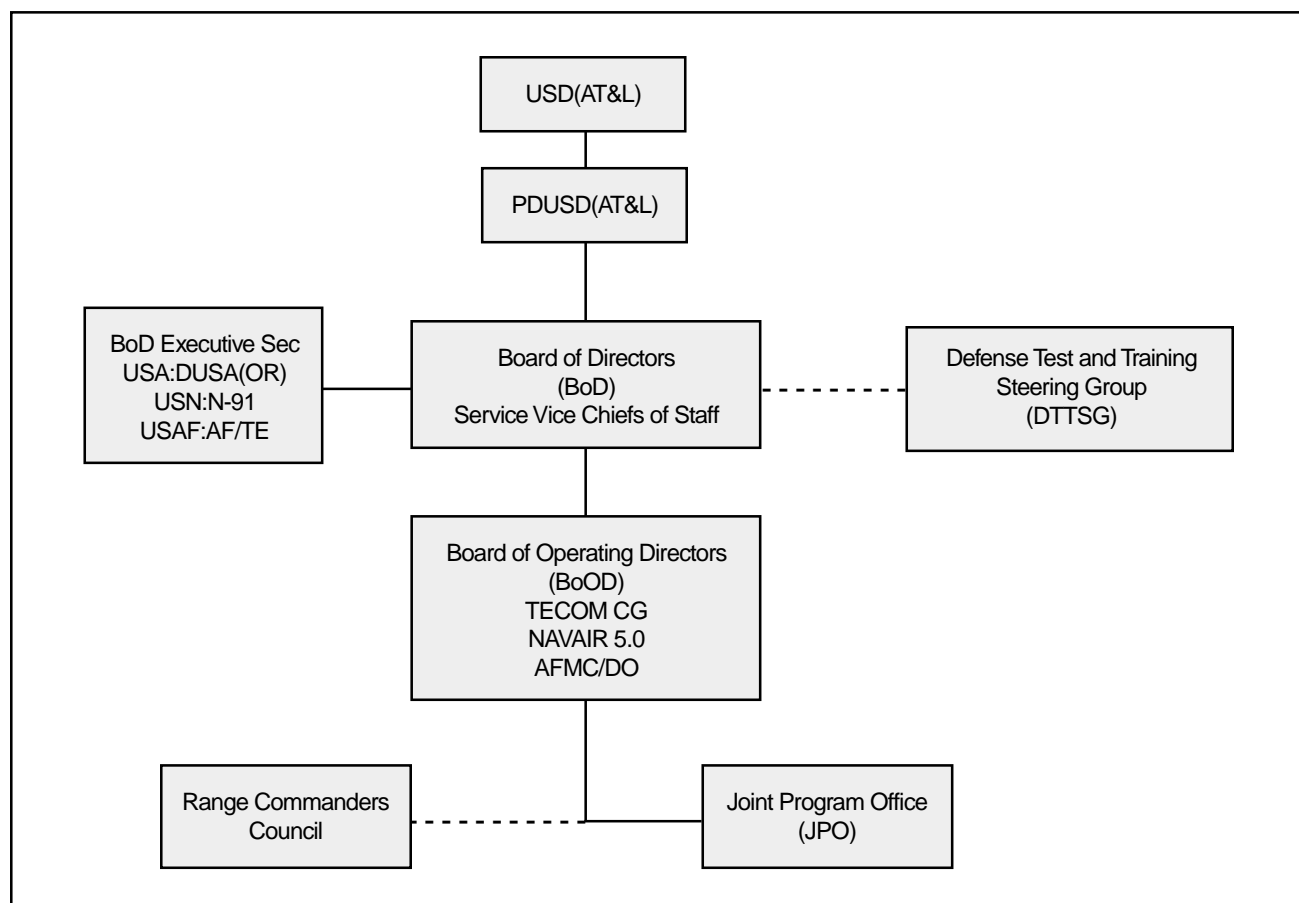 USD(AT&L)
PDUSD(AT&L)
BoD Executive Sec
USA:DUSA(OR)
USN:N-91
USAF:AF/TE
Board of Directors
(BoD)
Service Vice Chiefs of Staff
Defense Test and Training
Steering Group
(DTTSG)
Board of Operating Directors
(BoOD)
TECOM CG
NAVAIR 5.0
AFMC/DO
Range Commanders
Council
Joint Program Office
(JPO)